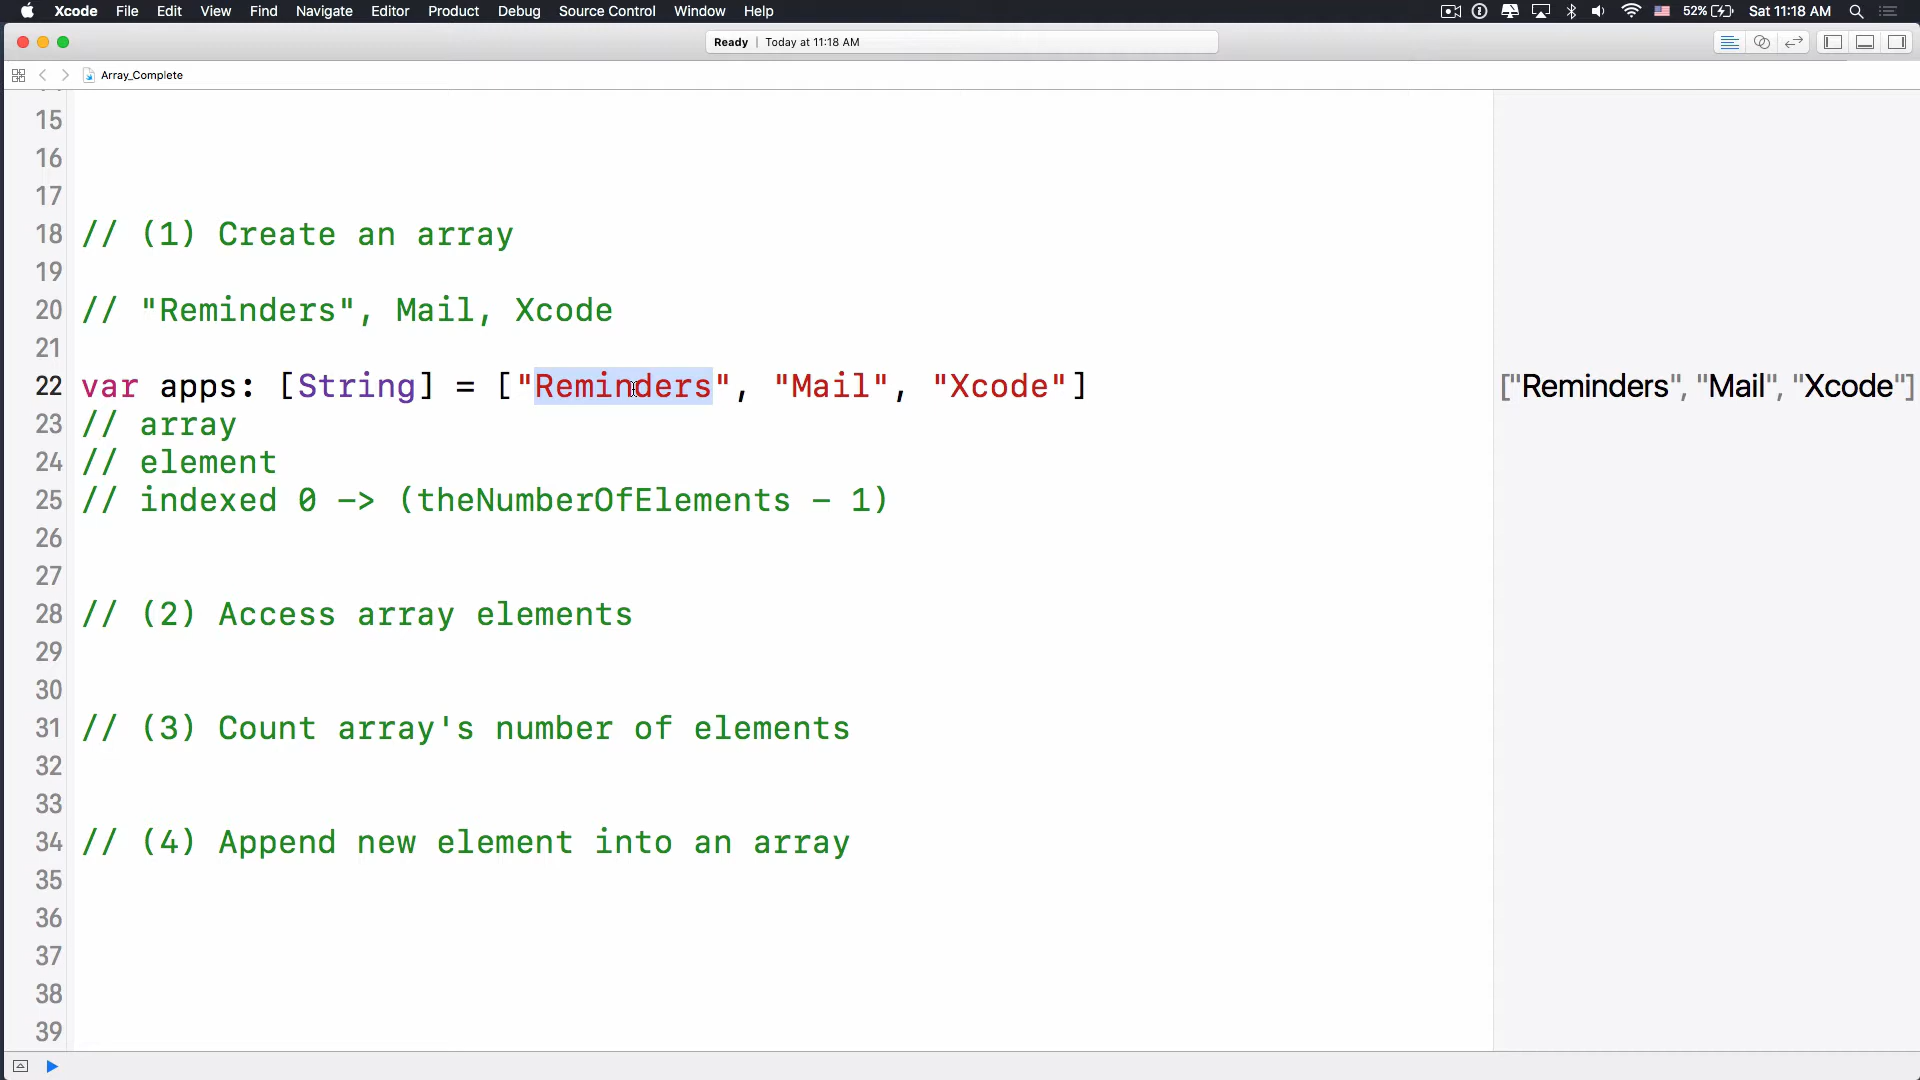 Xcode File Edit View Find Navigate Editor Product Debug Source Control Window Help 52% Sat 11:18 AM
Ready | Today at 11:18 AM
Array_Complete
15
16
17
18 // (1) Create an array
19
20 // "Reminders", Mail, Xcode
21
22 var apps: [String] = ["Reminders", "Mail", "Xcode"] ["Reminders", "Mail", "Xcode"]
23 // array
24 // element
25 // indexed 0 -> (theNumberOfElements - 1)
26
27
28 // (2) Access array elements
29
30
31 // (3) Count array's number of elements
32
33
34 // (4) Append new element into an array
35
36
37
38
39